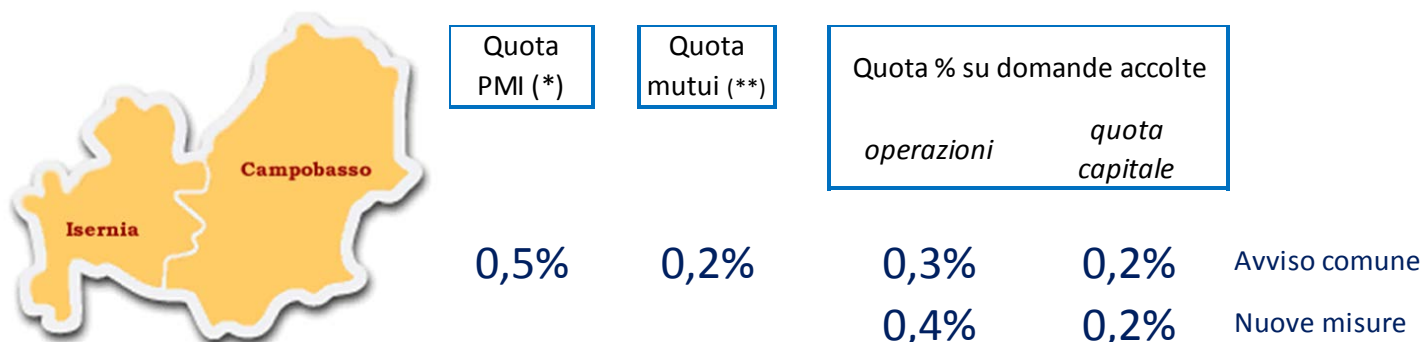 Quota
PMI (*)
Quota
mutui (**)
Quota % su domande accolte
operazioni
quota
capitale
Campobasso
Isernia
0,5% 0,2% 0,3% 0,2% Avviso comune
0,4% 0,2% Nuove misure